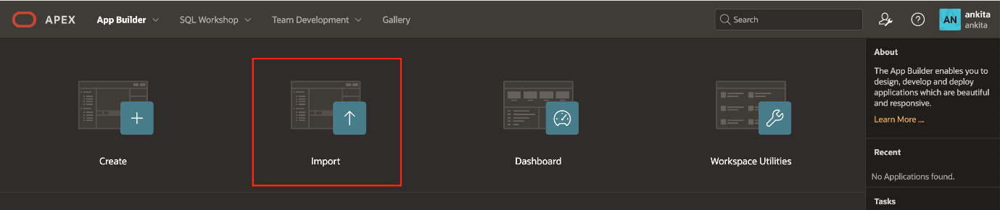 APEX
App Builder
SQL Workshop
Team Development
Gallery
Search
AN
ankita
ankita
Create
Import
Dashboard
Workspace Utilities
About
The App Builder enables you to
design, develop and deploy
applications which are beautiful
and responsive.
Learn More ...
Recent
No Applications found.
Tasks